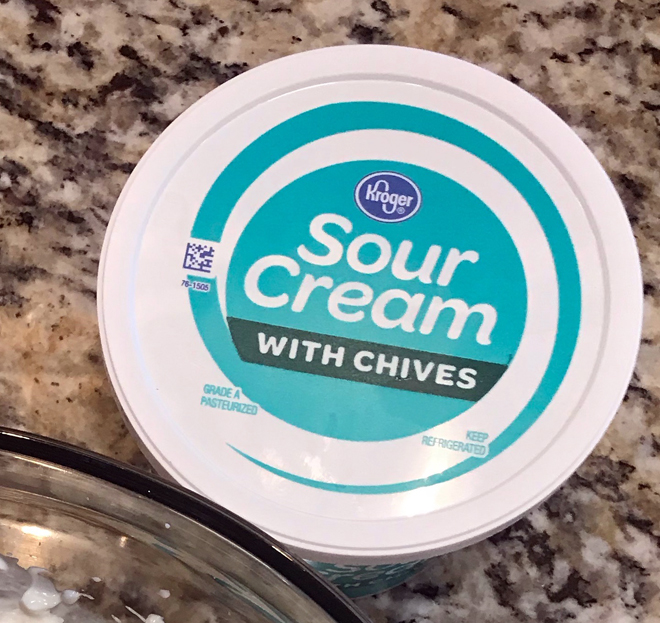 Kroger
Sour
Cream
WITH CHIVES
78-1505
GRADE A
PASTEURIZED
KEEP
REFRIGERATED